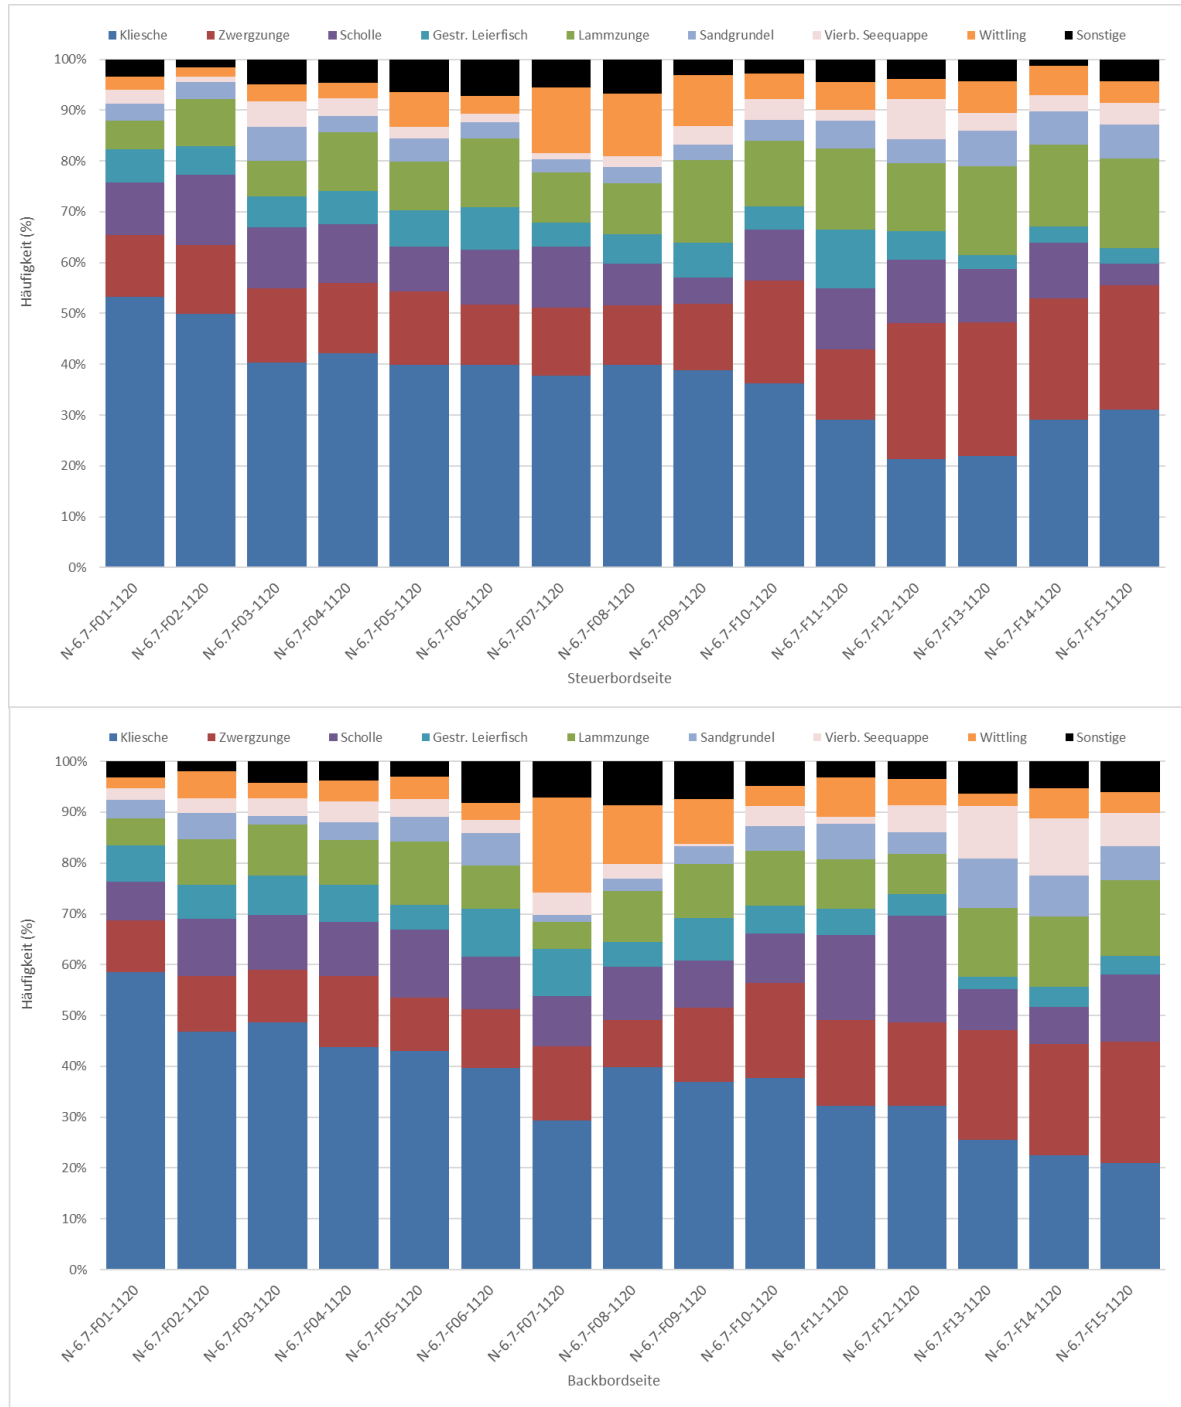 Kliesche Zwergzunge Scholle Gestr. Leierfisch Lammzunge Sandgrundel Vierb. Seequappe Wittling Sonstige
100%
90%
80%
70%
60%
50%
40%
30%
20%
10%
0%
Häufigkeit (%)
N-6.7-F01-1120
N-6.7-F02-1120
N-6.7-F03-1120
N-6.7-F04-1120
N-6.7-F05-1120
N-6.7-F06-1120
N-6.7-F07-1120
N-6.7-F08-1120
N-6.7-F09-1120
N-6.7-F10-1120
N-6.7-F11-1120
N-6.7-F12-1120
N-6.7-F13-1120
N-6.7-F14-1120
N-6.7-F15-1120
Steuerbordseite
Kliesche Zwergzunge Scholle Gestr. Leierfisch Lammzunge Sandgrundel Vierb. Seequappe Wittling Sonstige
100%
90%
80%
70%
60%
50%
40%
30%
20%
10%
0%
Häufigkeit (%)
N-6.7-F01-1120
N-6.7-F02-1120
N-6.7-F03-1120
N-6.7-F04-1120
N-6.7-F05-1120
N-6.7-F06-1120
N-6.7-F07-1120
N-6.7-F08-1120
N-6.7-F09-1120
N-6.7-F10-1120
N-6.7-F11-1120
N-6.7-F12-1120
N-6.7-F13-1120
N-6.7-F14-1120
N-6.7-F15-1120
Backbordseite